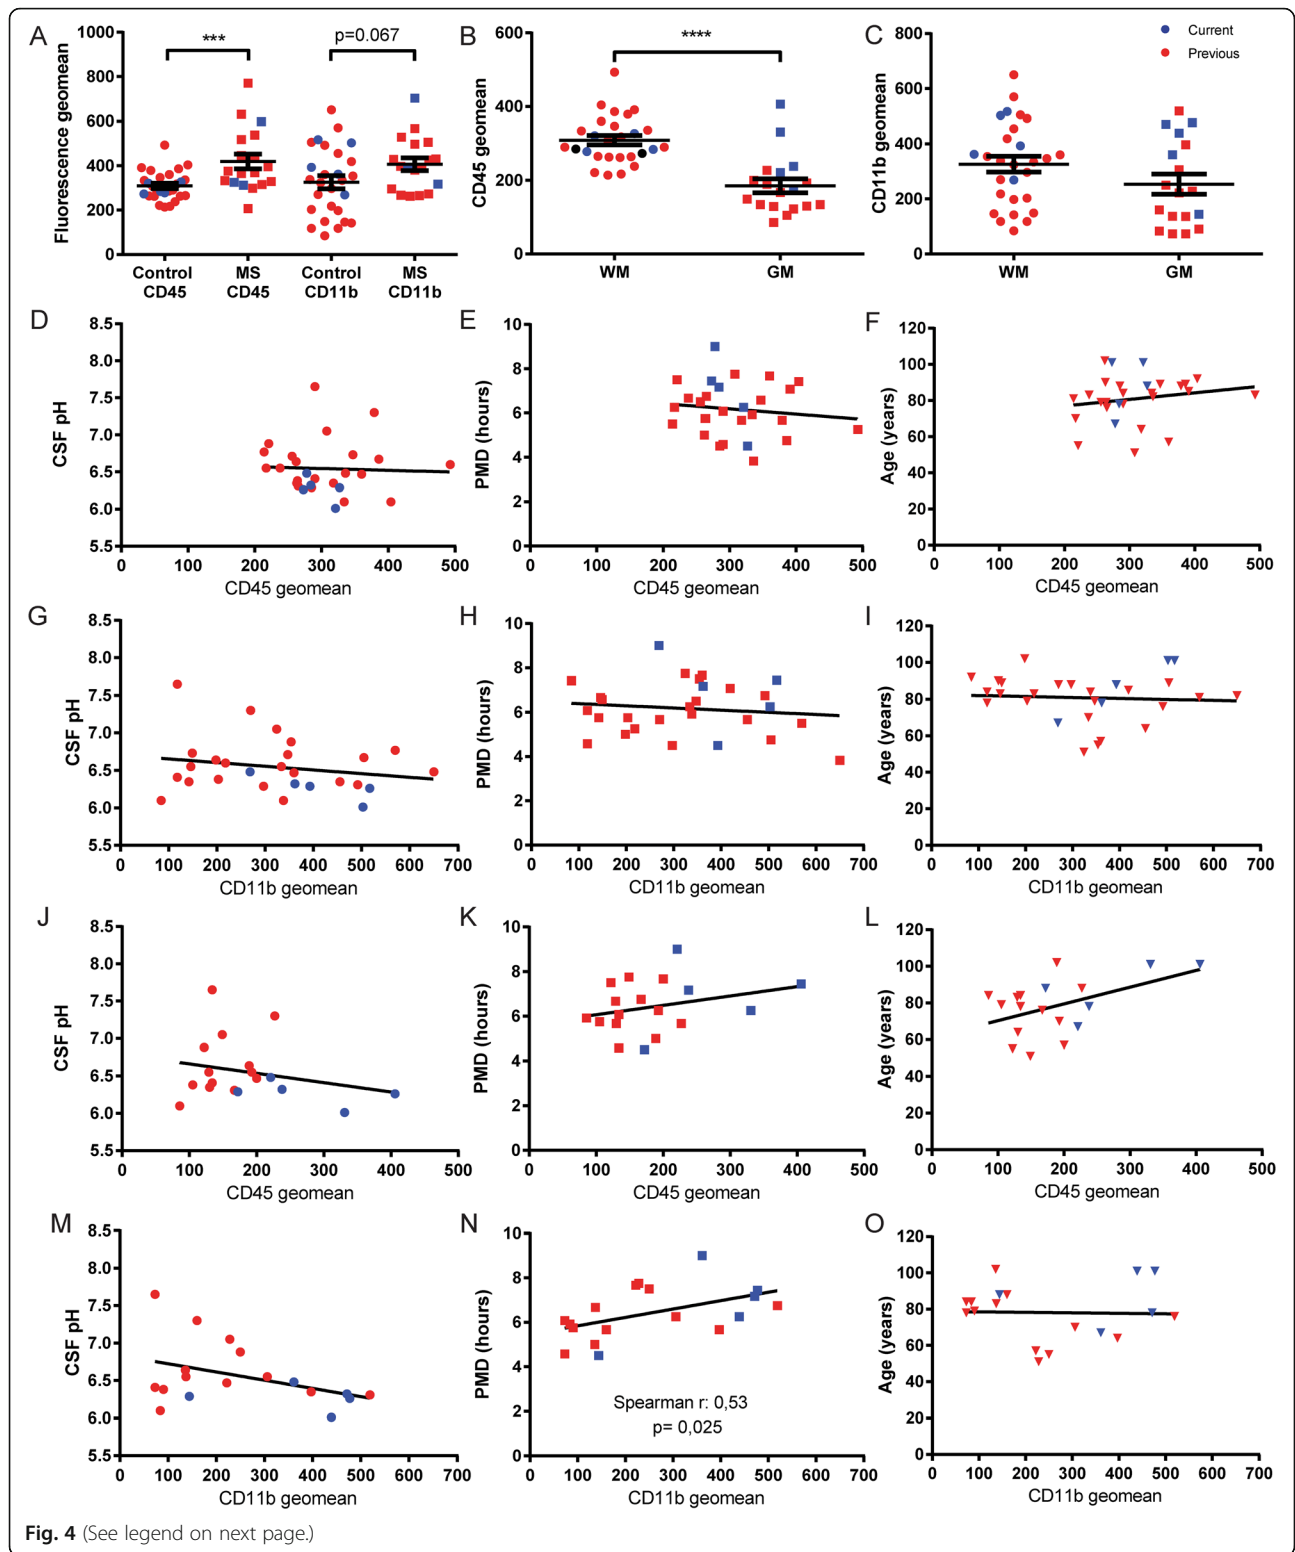 A
Fluorescence geomean
1000
800
600
400
200
0
***
p=0.067
Control
CD45
MS
CD45
Control
CD11b
MS
CD11b
B
CD45 geomean
600
400
200
0
****
WM
GM
C
CD11b geomean
800
600
400
200
0
Current
Previous
WM
GM
D
CSF pH
8.5
8.0
7.5
7.0
6.5
6.0
5.5
0 100 200 300 400 500
CD45 geomean
E
PMD (hours)
10
8
6
4
2
0
0 100 200 300 400 500
CD45 geomean
F
Age (years)
120
100
80
60
40
20
0
0 100 200 300 400 500
CD45 geomean
G
CSF pH
8.5
8.0
7.5
7.0
6.5
6.0
5.5
0 100 200 300 400 500 600 700
CD11b geomean
H
PMD (hours)
10
8
6
4
2
0
0 100 200 300 400 500 600 700
CD11b geomean
I
Age (years)
120
100
80
60
40
20
0
0 100 200 300 400 500 600 700
CD11b geomean
J
CSF pH
8.5
8.0
7.5
7.0
6.5
6.0
5.5
0 100 200 300 400 500
CD45 geomean
K
PMD (hours)
10
8
6
4
2
0
0 100 200 300 400 500
CD45 geomean
L
Age (years)
120
100
80
60
40
20
0
0 100 200 300 400 500
CD45 geomean
M
CSF pH
8.5
8.0
7.5
7.0
6.5
6.0
5.5
0 100 200 300 400 500 600 700
CD11b geomean
N
PMD (hours)
10
8
6
4
2
0
Spearman r: 0,53
p= 0,025
0 100 200 300 400 500 600 700
CD11b geomean
O
Age (years)
120
100
80
60
40
20
0
0 100 200 300 400 500 600 700
CD11b geomean
Fig. 4 (See legend on next page.)